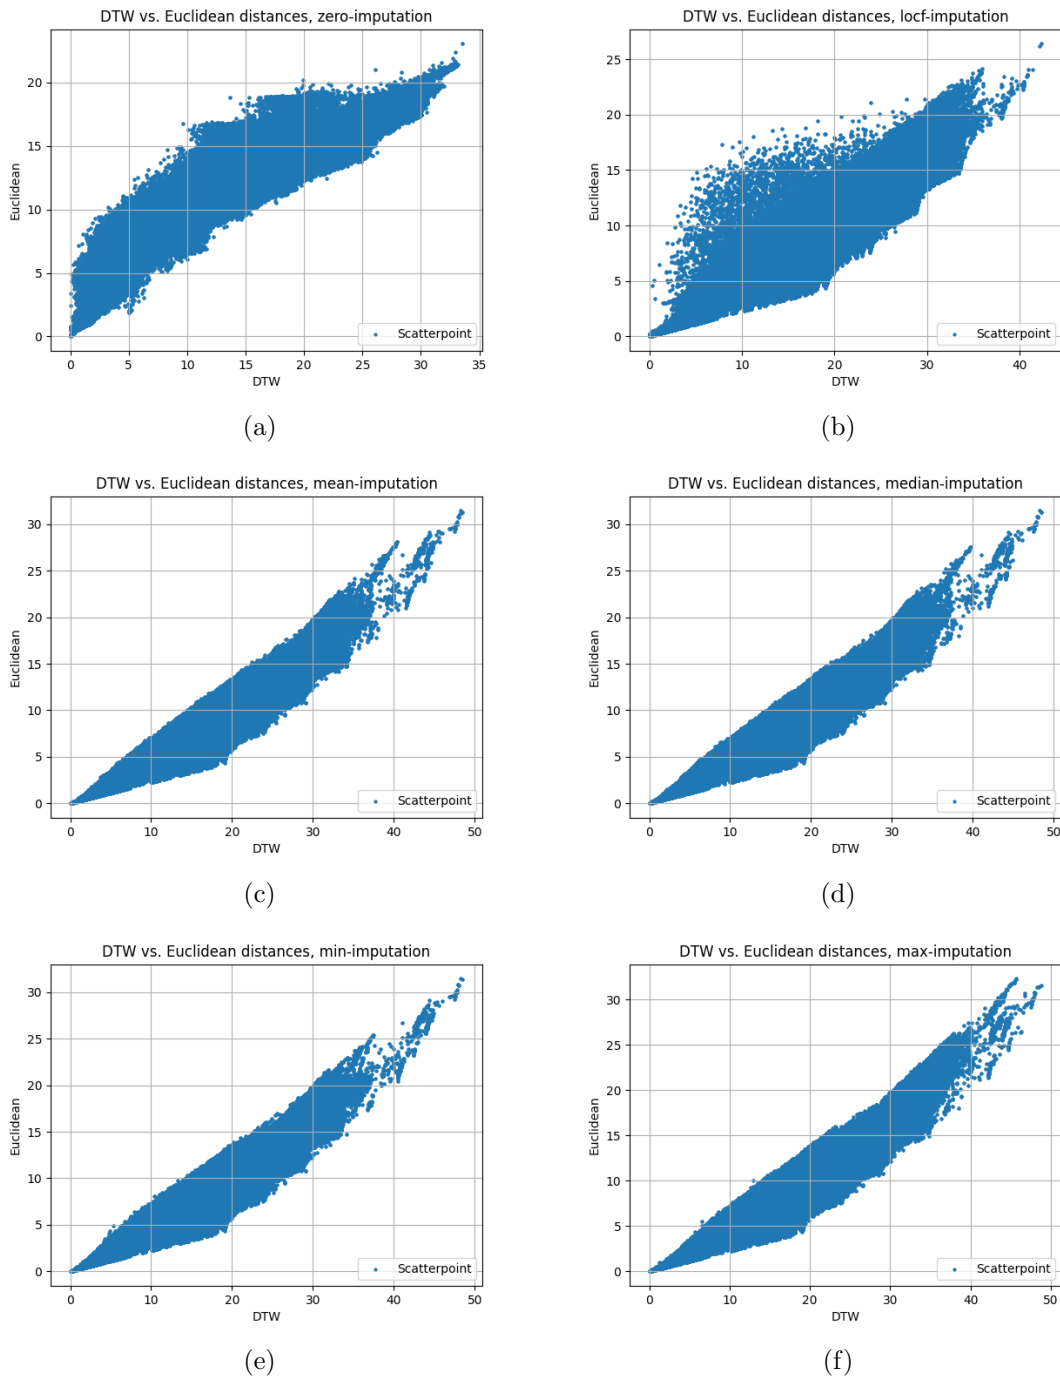 DTW vs. Euclidean distances, zero-imputation
Euclidean
20
15
10
5
0
Scatterpoint
0 5 10 15 20 25 30 35
DTW
(a)
DTW vs. Euclidean distances, locf-imputation
Euclidean
25
20
15
10
5
0
Scatterpoint
0 10 20 30 40
DTW
(b)
DTW vs. Euclidean distances, mean-imputation
Euclidean
30
25
20
15
10
5
0
Scatterpoint
0 10 20 30 40 50
DTW
(c)
DTW vs. Euclidean distances, median-imputation
Euclidean
30
25
20
15
10
5
0
Scatterpoint
0 10 20 30 40 50
DTW
(d)
DTW vs. Euclidean distances, min-imputation
Euclidean
30
25
20
15
10
5
0
Scatterpoint
0 10 20 30 40 50
DTW
(e)
DTW vs. Euclidean distances, max-imputation
Euclidean
30
25
20
15
10
5
0
Scatterpoint
0 10 20 30 40 50
DTW
(f)